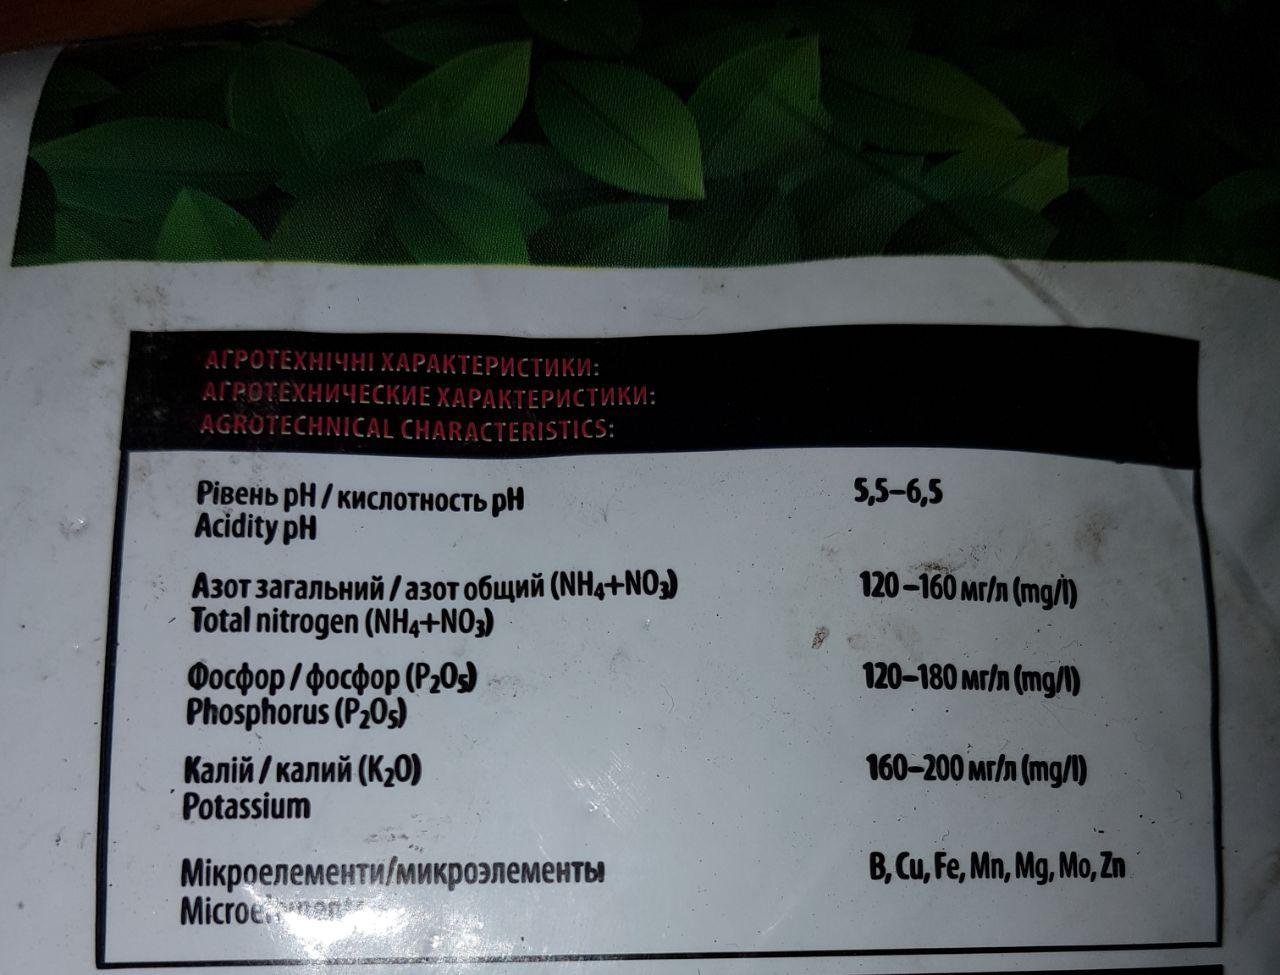 АГРОТЕХНІЧНІ ХАРАКТЕРИСТИКИ:
АГРОТЕХНИЧЕСКИЕ ХАРАКТЕРИСТИКИ:
AGROTECHNICAL CHARACTERISTICS:
Рівень pH / кислотность pH 5,5–6,5
Acidity pH
Азот загальний / азот общий (NH₄+NO₃) 120–160 мг/л (mg/l)
Total nitrogen (NH₄+NO₃)
Фосфор / фосфор (P₂O₅) 120–180 мг/л (mg/l)
Phosphorus (P₂O₅)
Калій / калий (K₂O) 160–200 мг/л (mg/l)
Potassium
Мікроелементи/микроэлементы B, Cu, Fe, Mn, Mg, Mo, Zn